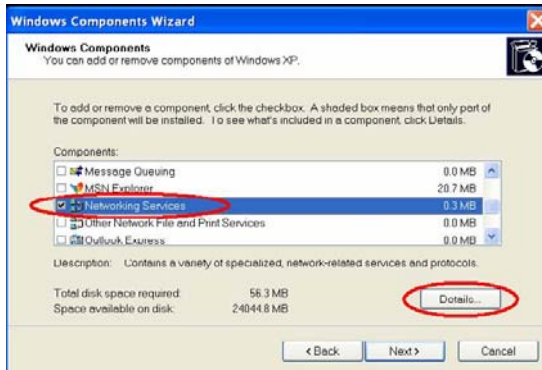 Windows Components Wizard
Windows Components
You can add or remove components of Windows XP.
To add or remove a component, click the checkbox. A shaded box means that only part of
the component will be installed. To see what's included in a component, click Details.
Components:
Message Queuing 0.0 MB
MSN Explorer 20.7 MB
Networking Services 0.3 MB
Other Network File and Print Services 0.0 MB
Outlook Express 0.0 MB
Description: Contains a variety of specialized, network-related services and protocols.
Total disk space required: 56.3 MB
Space available on disk: 24044.8 MB
Details...
< Back Next > Cancel